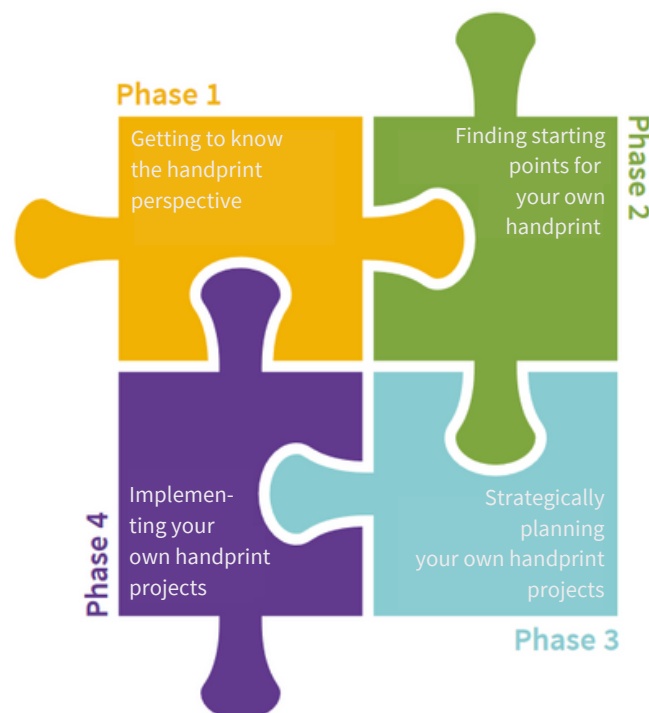 Phase 1
Getting to know
the handprint
perspective
Phase 2
Finding starting
points for
your own
handprint
Phase 3
Strategically
planning
your own handprint
projects
Phase 4
Implemen-
ting your
own handprint
projects